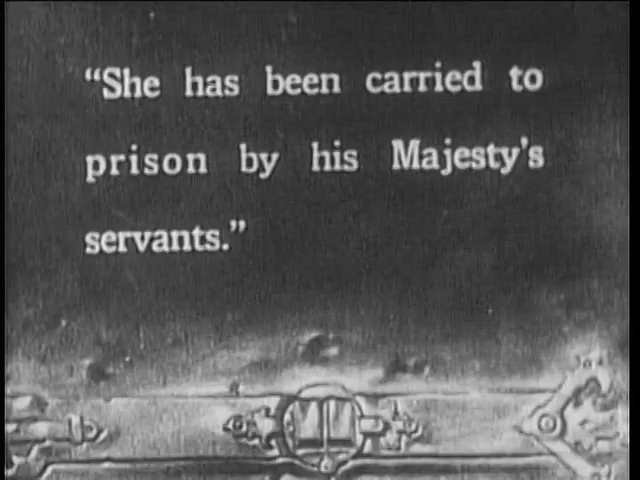 “She has been carried to
prison by his Majesty's
servants.”